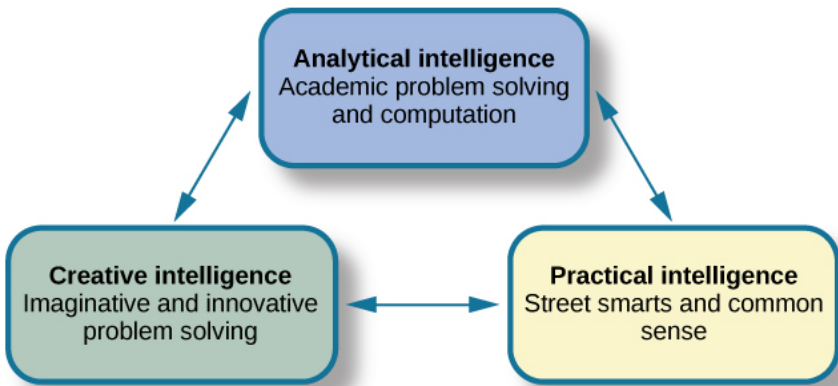 Analytical intelligence
Academic problem solving
and computation
Creative intelligence
Imaginative and innovative
problem solving
Practical intelligence
Street smarts and common
sense